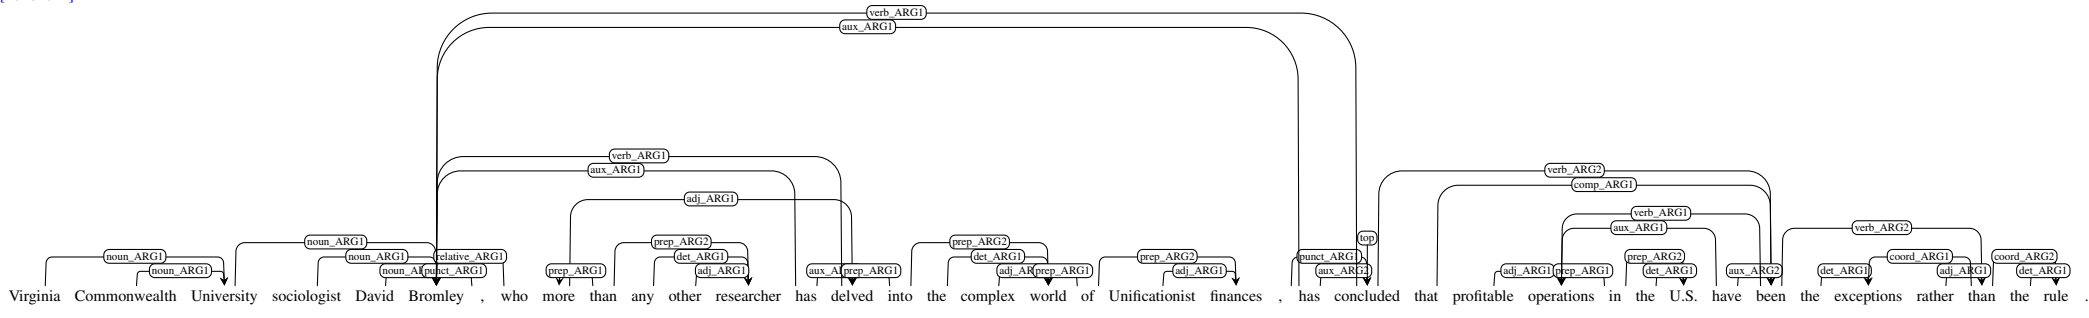 verb_ARG1
aux_ARG1
verb_ARG1
aux_ARG1
verb_ARG2
comp_ARG1
adj_ARG1
verb_ARG1
aux_ARG1
verb_ARG2
top
noun_ARG1 prep_ARG2 prep_ARG2 prep_ARG2
noun_ARG1 noun_ARG1 relative_ARG1 det_ARG1 det_ARG1 prep_ARG2 punct_ARG1 prep_ARG2 coord_ARG1 coord_ARG2
noun_ARG1 punct_ARG1 prep_ARG1 adj_ARG1 prep_ARG1 prep_ARG1 adj_ARG1 aux_ARG2 adj_ARG1 prep_ARG1 det_ARG1 aux_ARG2 det_ARG1 adj_ARG1 det_ARG1
Virginia Commonwealth University sociologist David Bromley , who more than any other researcher has delved into the complex world of Unificationist finances , has concluded that profitable operations in the U.S. have been the exceptions rather than the rule .